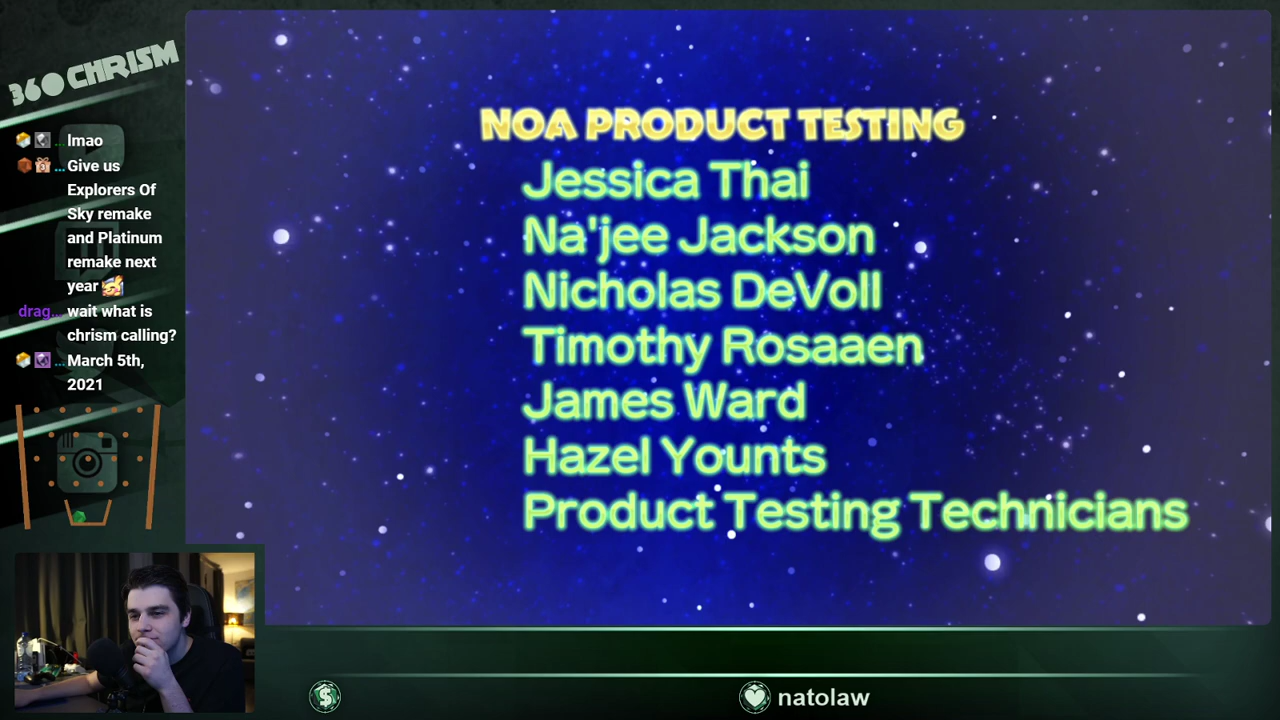 360 CHRISM
lmao
... Give us
Explorers Of
Sky remake
and Platinum
remake next
year
drag... wait what is
chrism calling?
... March 5th,
2021
NOA PRODUCT TESTING
Jessica Thai
Na'jee Jackson
Nicholas DeVoll
Timothy Rosaaen
James Ward
Hazel Younts
Product Testing Technicians
$
natolaw